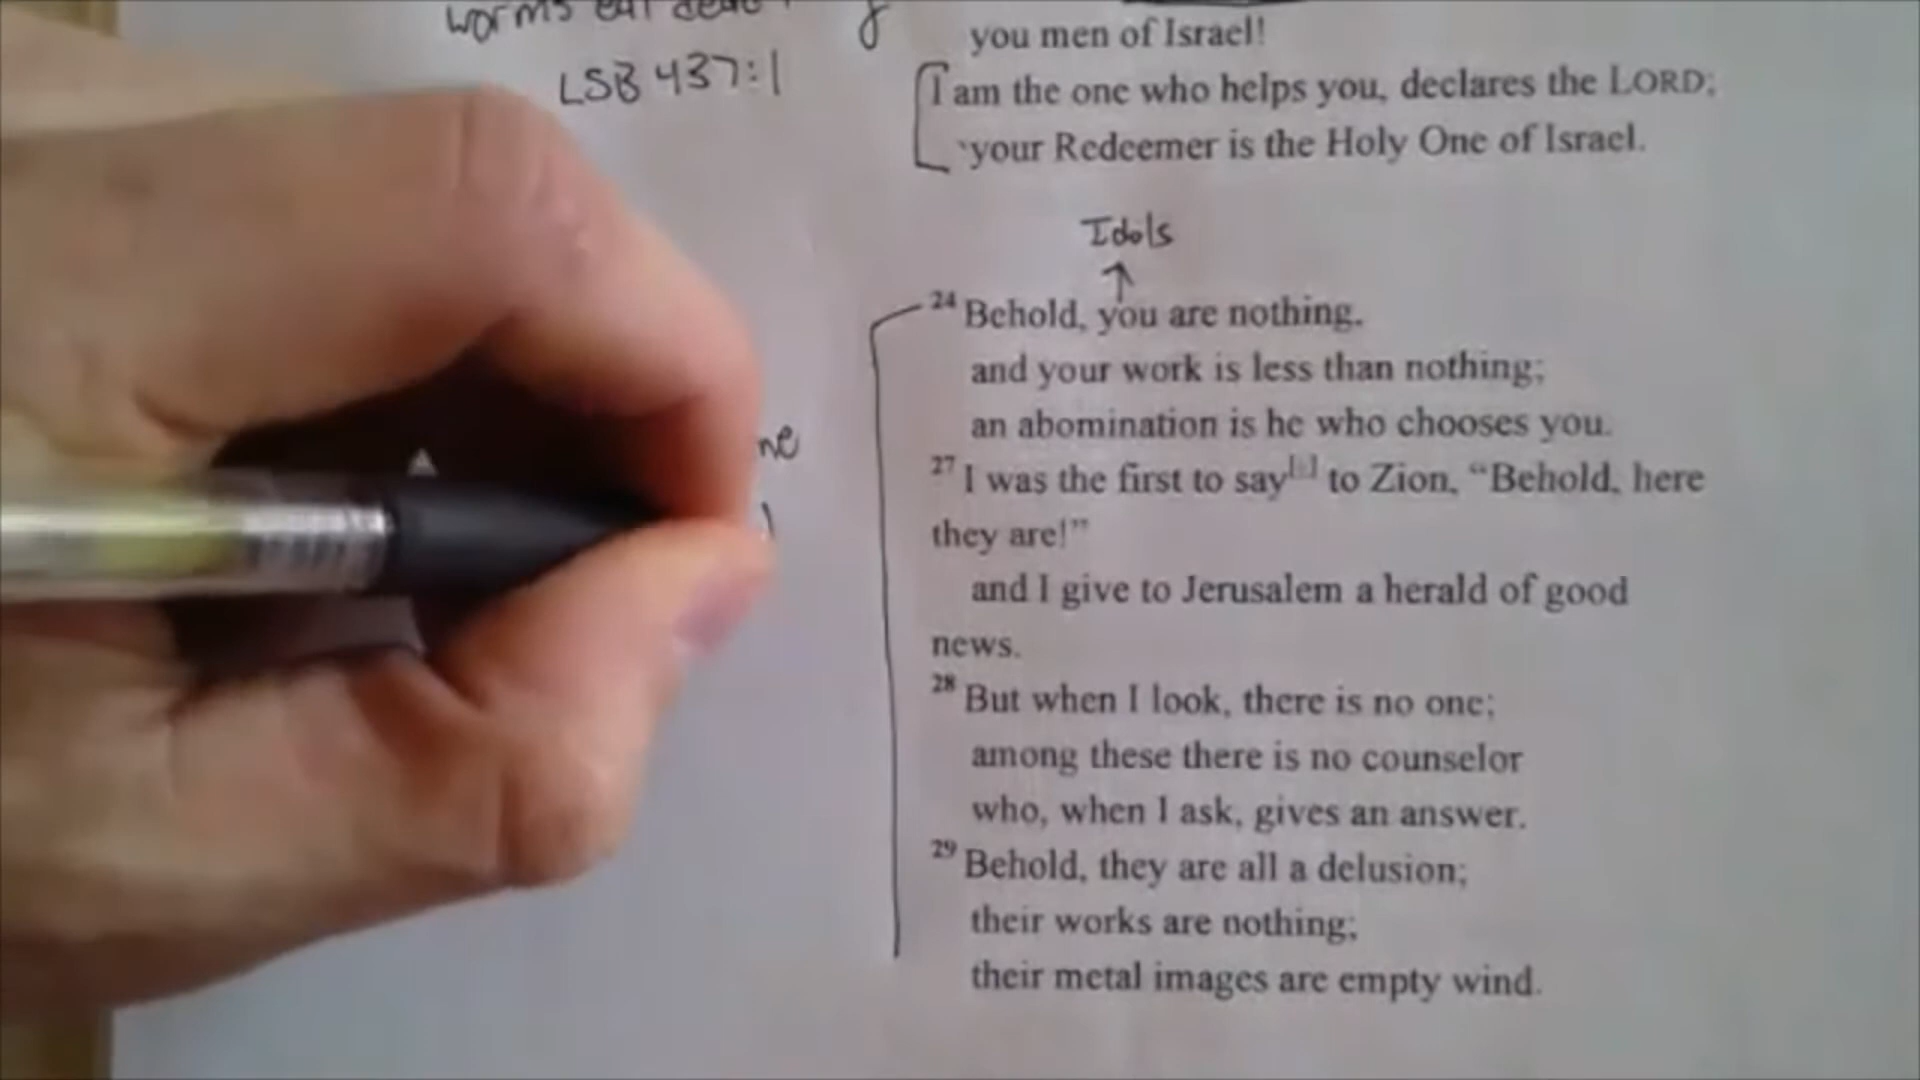 worms eat dead
LSB 437:1
you men of Israel!
I am the one who helps you, declares the LORD;
your Redeemer is the Holy One of Israel.
Idols
24 Behold, you are nothing,
and your work is less than nothing;
an abomination is he who chooses you.
27 I was the first to say to Zion, “Behold, here
they are!”
and I give to Jerusalem a herald of good
news.
28 But when I look, there is no one;
among these there is no counselor
who, when I ask, gives an answer.
29 Behold, they are all a delusion;
their works are nothing;
their metal images are empty wind.